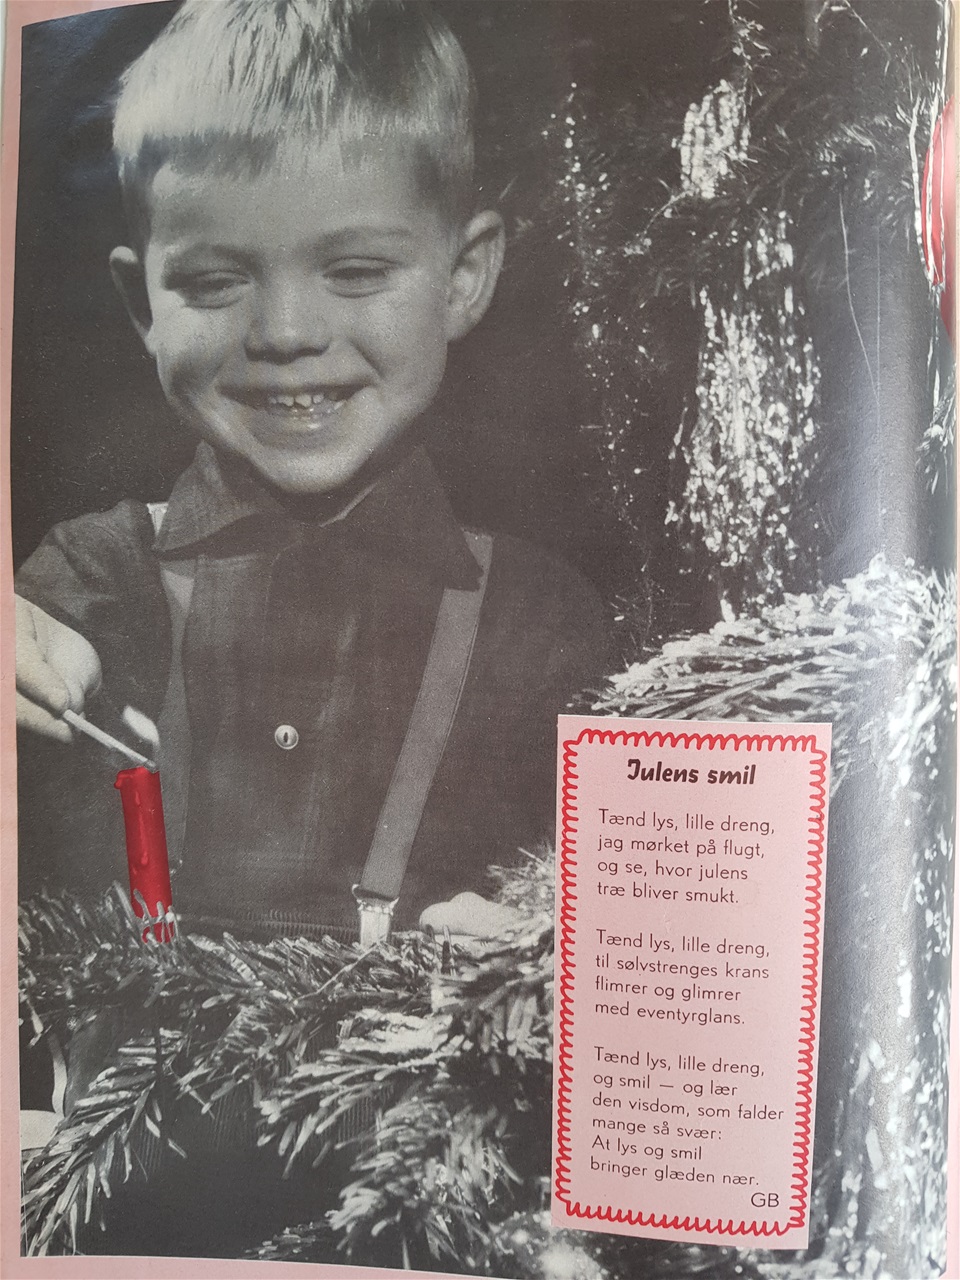 Julens smil
Tænd lys, lille dreng,
jag mørket på flugt,
og se, hvor julens
træ bliver smukt.
Tænd lys, lille dreng,
til sølvstrenges krans
flimrer og glimrer
med eventyrglans.
Tænd lys, lille dreng,
og smil — og lær
den visdom, som falder
mange så svær:
At lys og smil
bringer glæden nær.
GB